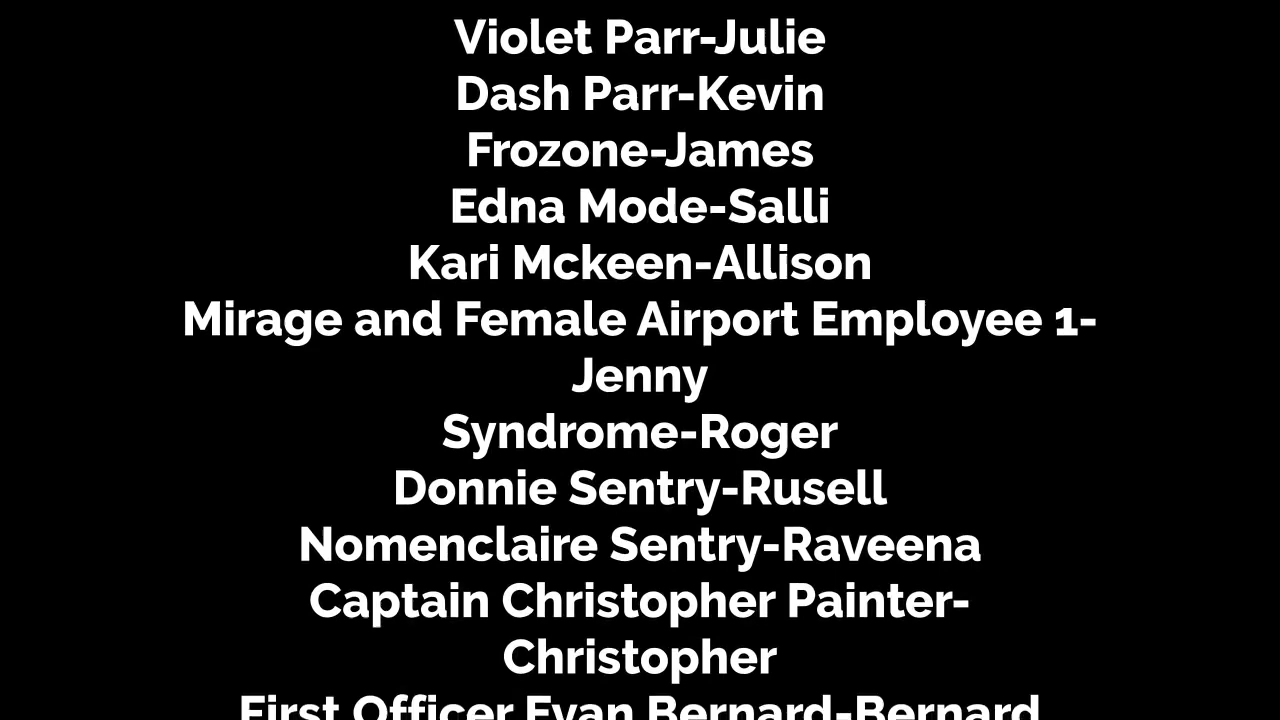 Violet Parr-Julie
Dash Parr-Kevin
Frozone-James
Edna Mode-Salli
Kari Mckeen-Allison
Mirage and Female Airport Employee 1-
Jenny
Syndrome-Roger
Donnie Sentry-Rusell
Nomenclaire Sentry-Raveena
Captain Christopher Painter-
Christopher
First Officer Evan Bernard-Bernard